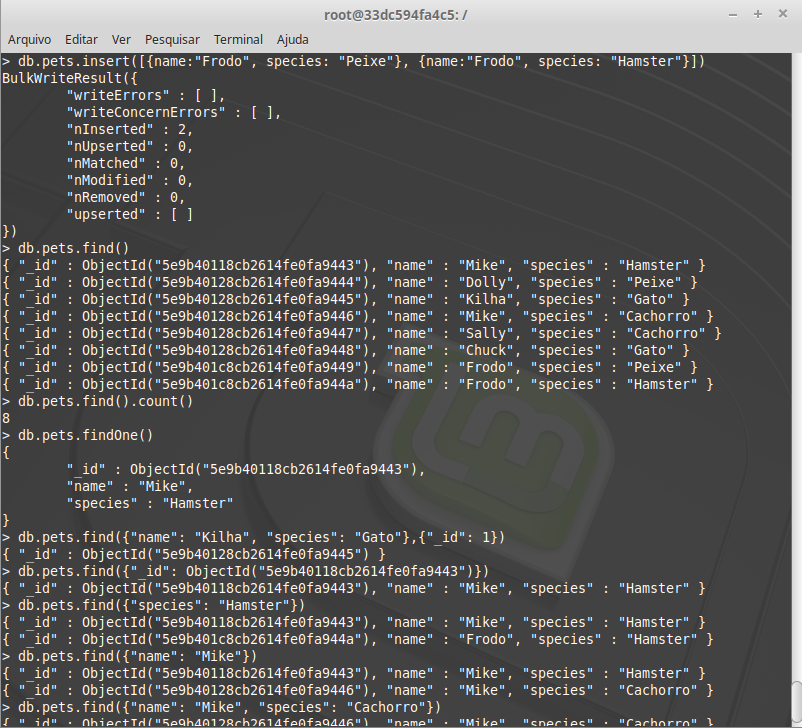 root@33dc594fa4c5: /
Arquivo Editar Ver Pesquisar Terminal Ajuda
> db.pets.insert([{name:"Frodo", species: "Peixe"}, {name:"Frodo", species: "Hamster"}])
BulkWriteResult({
        "writeErrors" : [ ],
        "writeConcernErrors" : [ ],
        "nInserted" : 2,
        "nUpserted" : 0,
        "nMatched" : 0,
        "nModified" : 0,
        "nRemoved" : 0,
        "upserted" : [ ]
})
> db.pets.find()
{ "_id" : ObjectId("5e9b40118cb2614fe0fa9443"), "name" : "Mike", "species" : "Hamster" }
{ "_id" : ObjectId("5e9b40128cb2614fe0fa9444"), "name" : "Dolly", "species" : "Peixe" }
{ "_id" : ObjectId("5e9b40128cb2614fe0fa9445"), "name" : "Kilha", "species" : "Gato" }
{ "_id" : ObjectId("5e9b40128cb2614fe0fa9446"), "name" : "Mike", "species" : "Cachorro" }
{ "_id" : ObjectId("5e9b40128cb2614fe0fa9447"), "name" : "Sally", "species" : "Cachorro" }
{ "_id" : ObjectId("5e9b40128cb2614fe0fa9448"), "name" : "Chuck", "species" : "Gato" }
{ "_id" : ObjectId("5e9b401c8cb2614fe0fa9449"), "name" : "Frodo", "species" : "Peixe" }
{ "_id" : ObjectId("5e9b401c8cb2614fe0fa944a"), "name" : "Frodo", "species" : "Hamster" }
> db.pets.find().count()
8
> db.pets.findOne()
{
        "_id" : ObjectId("5e9b40118cb2614fe0fa9443"),
        "name" : "Mike",
        "species" : "Hamster"
}
> db.pets.find({"name": "Kilha", "species": "Gato"},{"_id": 1})
{ "_id" : ObjectId("5e9b40128cb2614fe0fa9445") }
> db.pets.find({"_id": ObjectId("5e9b40118cb2614fe0fa9443")})
{ "_id" : ObjectId("5e9b40118cb2614fe0fa9443"), "name" : "Mike", "species" : "Hamster" }
> db.pets.find({"species": "Hamster"})
{ "_id" : ObjectId("5e9b40118cb2614fe0fa9443"), "name" : "Mike", "species" : "Hamster" }
{ "_id" : ObjectId("5e9b401c8cb2614fe0fa944a"), "name" : "Frodo", "species" : "Hamster" }
> db.pets.find({"name": "Mike"})
{ "_id" : ObjectId("5e9b40118cb2614fe0fa9443"), "name" : "Mike", "species" : "Hamster" }
{ "_id" : ObjectId("5e9b40128cb2614fe0fa9446"), "name" : "Mike", "species" : "Cachorro" }
> db.pets.find({"name": "Mike", "species": "Cachorro"})
{ "_id" : ObjectId("5e9b40128cb2614fe0fa9446"), "name" : "Mike", "species" : "Cachorro" }